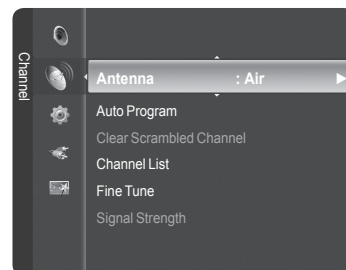 Channel
Antenna : Air
Auto Program
Clear Scrambled Channel
Channel List
Fine Tune
Signal Strength